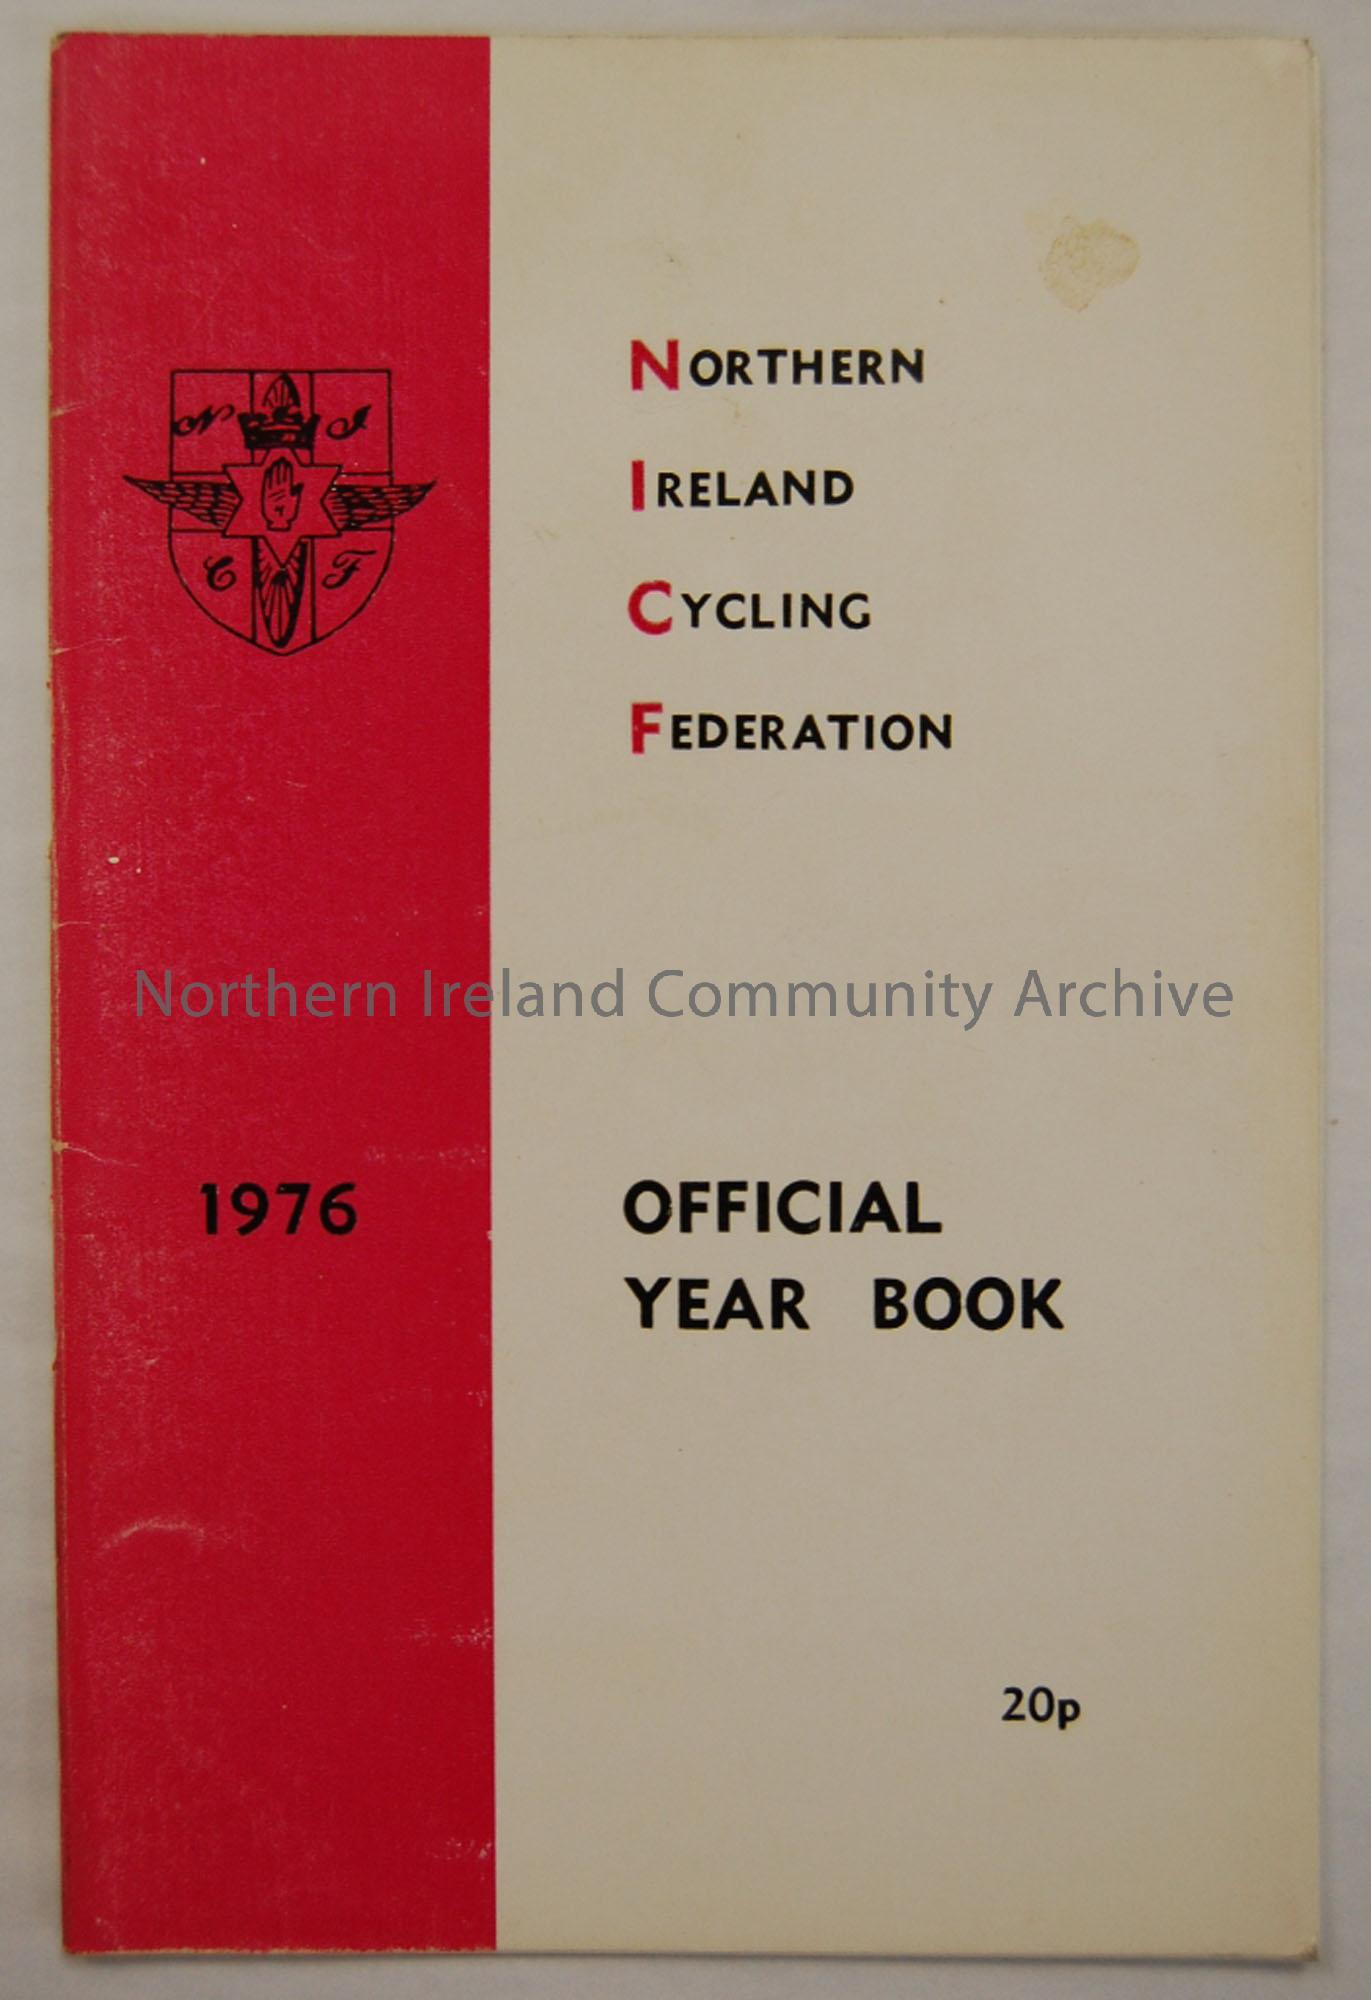 N I
C F
NORTHERN
IRELAND
CYCLING
FEDERATION
Northern Ireland Community Archive
1976
OFFICIAL
YEAR BOOK
20p